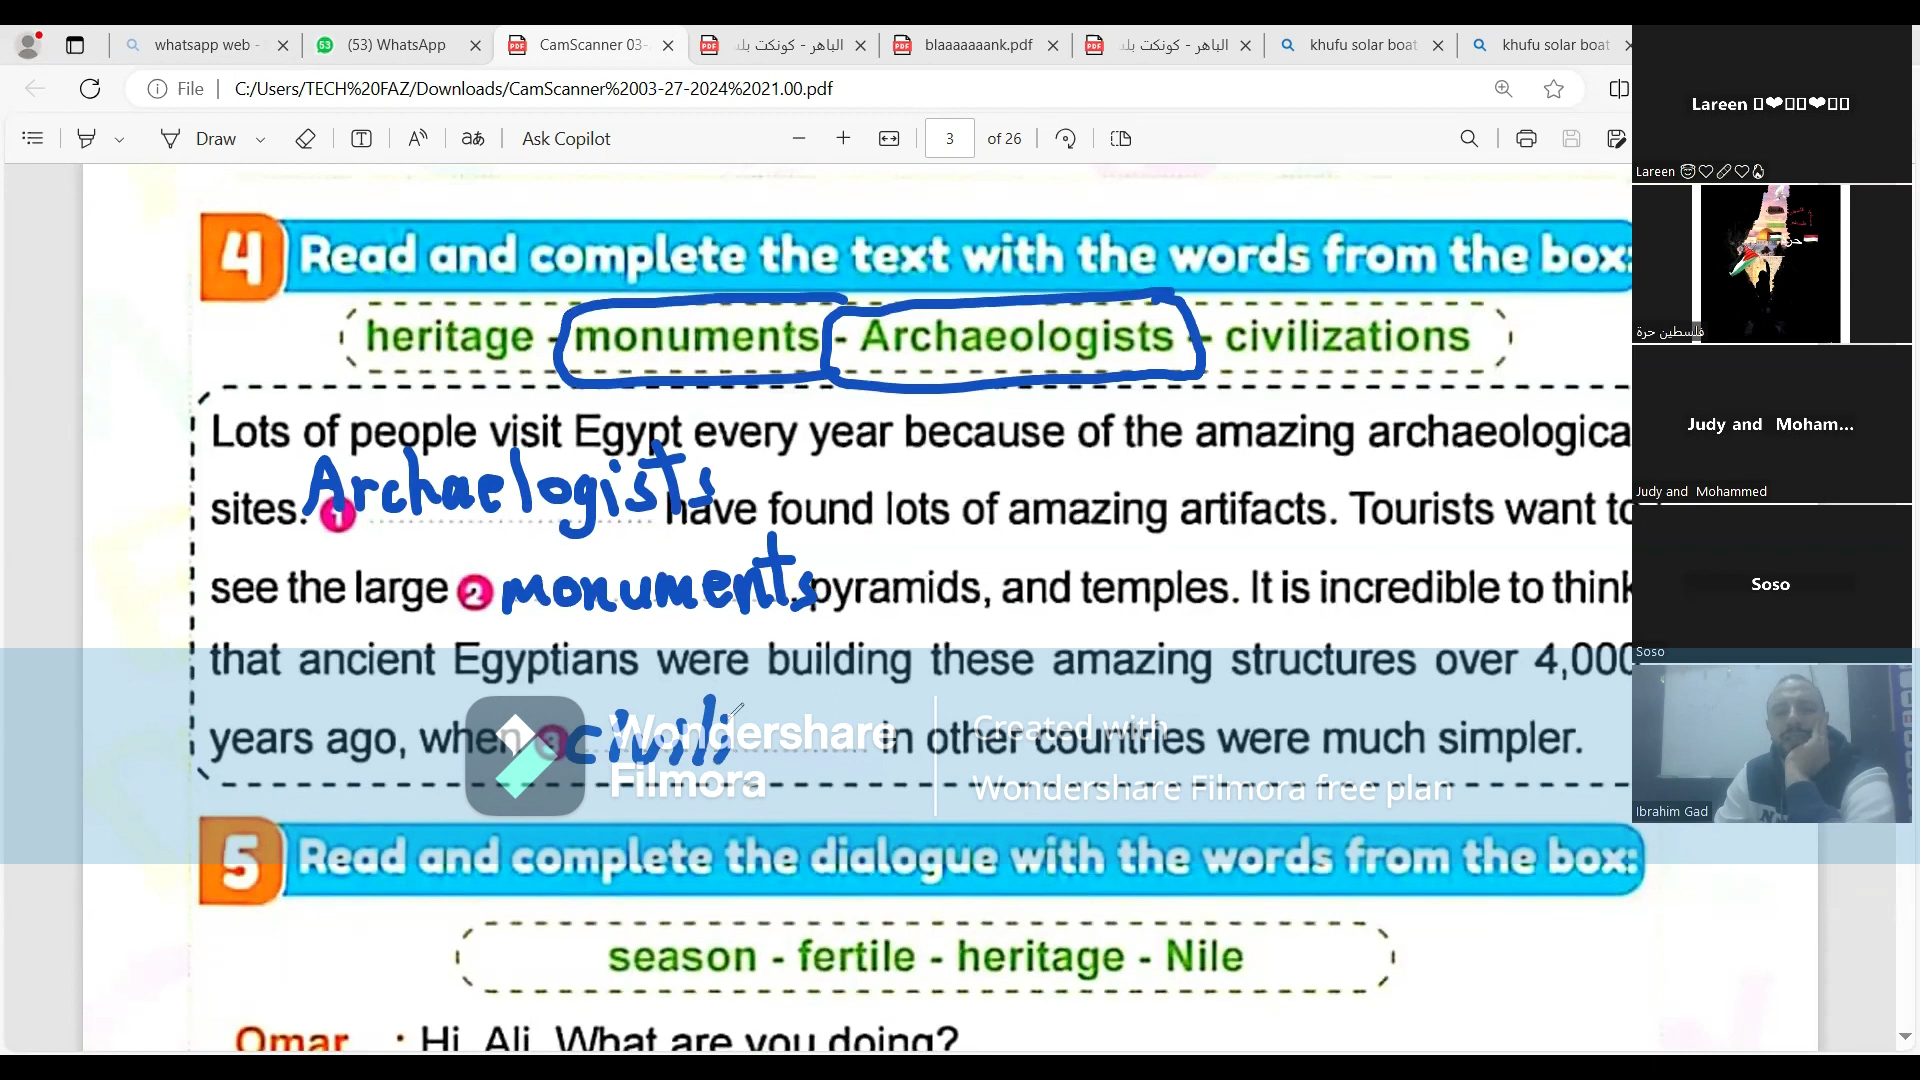 whatsapp web -
(53) WhatsApp
CamScanner 03-
الباهر - كونكت بلـ
blaaaaaaank.pdf
الباهر - كونكت بلـ
khufu solar boat
khufu solar boat
File
C:/Users/TECH%20FAZ/Downloads/CamScanner%2003-27-2024%2021.00.pdf
Draw
aあ
Ask Copilot
3 of 26
4 Read and complete the text with the words from the box:
heritage - monuments - Archaeologists - civilizations
Lots of people visit Egypt every year because of the amazing archaeologica
Archaelogists
sites. 1 have found lots of amazing artifacts. Tourists want to
see the large 2 monuments pyramids, and temples. It is incredible to think
that ancient Egyptians were building these amazing structures over 4,000
years ago, when 3 civili in other countries were much simpler.
Wondershare Filmora
Created with
Wondershare Filmora free plan
5 Read and complete the dialogue with the words from the box:
season - fertile - heritage - Nile
Omar : Hi Ali What are you doing?
Lareen
Lareen
فلسطين حرة
Judy and Moham...
Judy and Mohammed
Soso
Soso
Ibrahim Gad